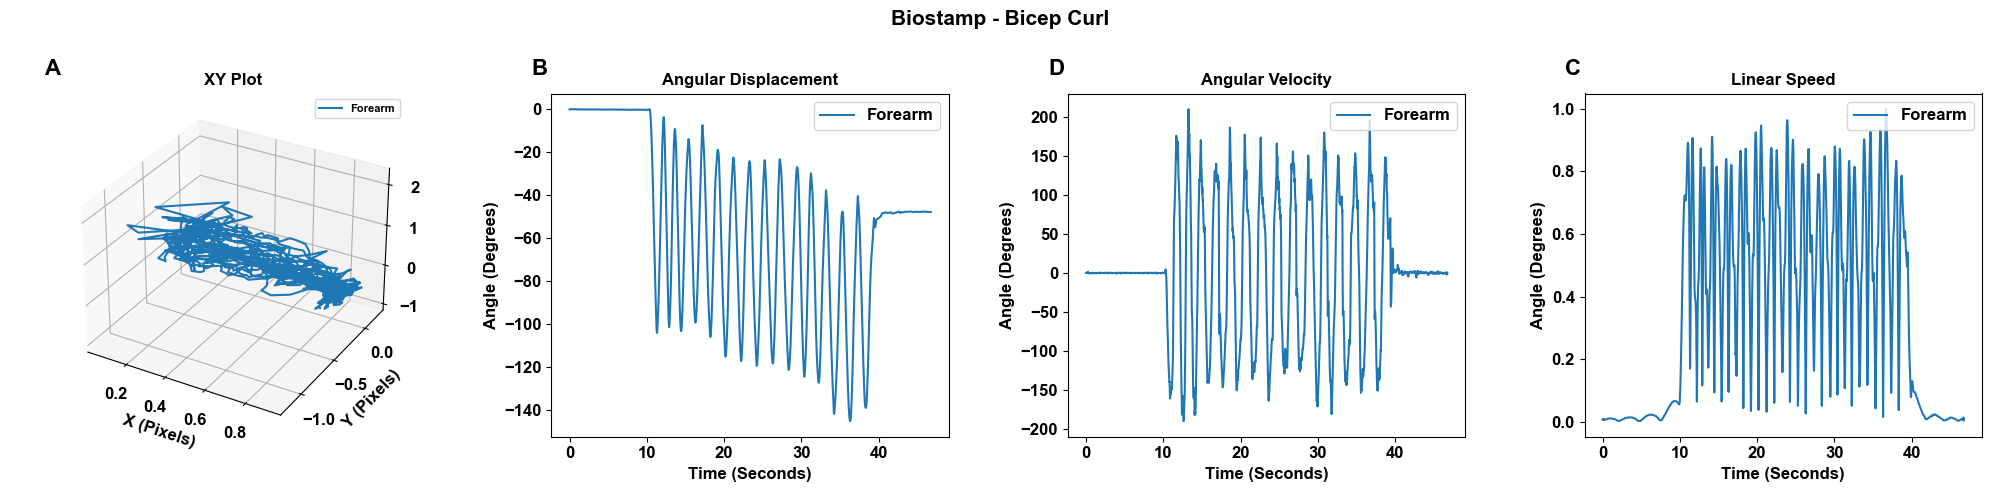 Biostamp - Bicep Curl
A
XY Plot
Forearm
2
1
0
−1
0.0
−0.5
−1.0
Y (Pixels)
0.2
0.4
0.6
0.8
X (Pixels)
B
Angular Displacement
Forearm
Angle (Degrees)
0
−20
−40
−60
−80
−100
−120
−140
0 10 20 30 40
Time (Seconds)
D
Angular Velocity
Forearm
Angle (Degrees)
200
150
100
50
0
−50
−100
−150
−200
0 10 20 30 40
Time (Seconds)
C
Linear Speed
Forearm
Angle (Degrees)
1.0
0.8
0.6
0.4
0.2
0.0
0 10 20 30 40
Time (Seconds)